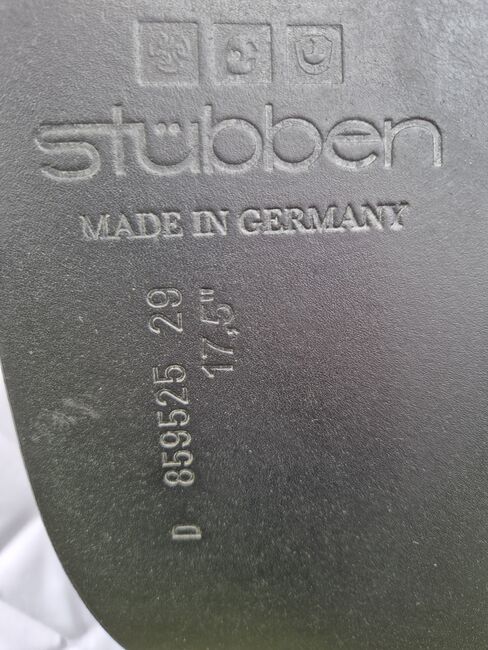 stübben
MADE IN GERMANY
D 859525 29
17,5"